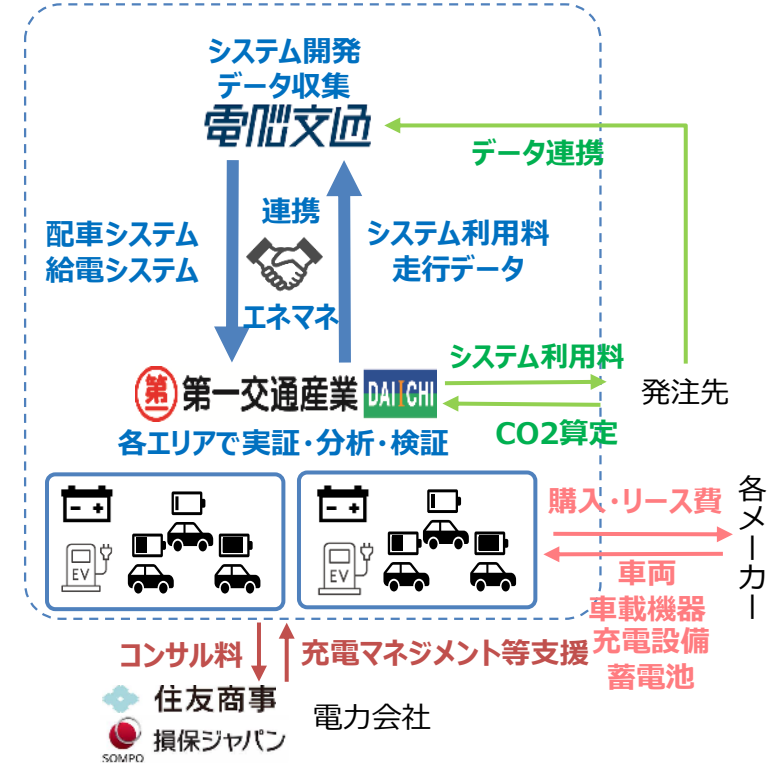 システム開発
データ収集
電脳交通
データ連携
連携
配車システム
給電システム
システム利用料
走行データ
エネマネ
システム利用料
第一 第一交通産業 DAIICHI
発注先
CO2算定
各エリアで実証・分析・検証
購入・リース費
各メーカー
EV
EV
車両
車載機器
充電設備
蓄電池
コンサル料
充電マネジメント等支援
住友商事
電力会社
損保ジャパン
SOMPO